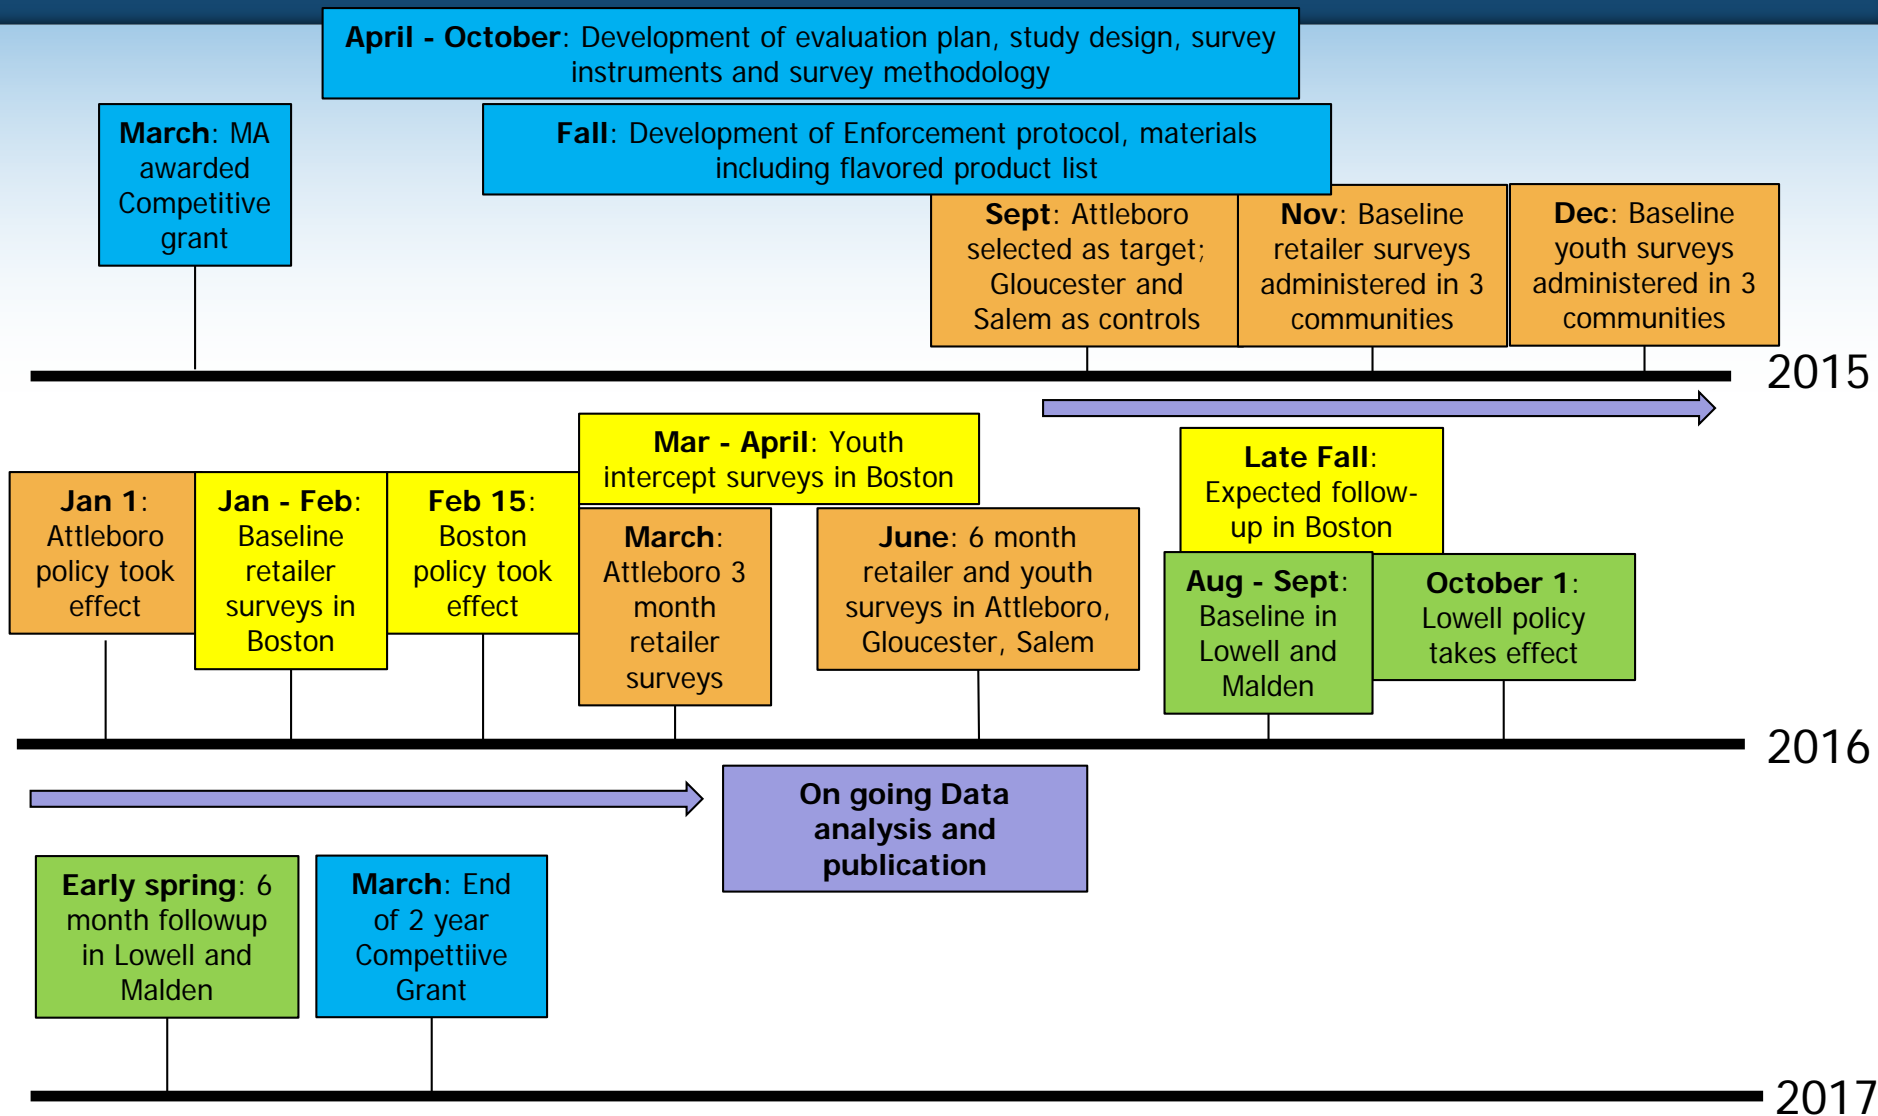 April - October: Development of evaluation plan, study design, survey
instruments and survey methodology
March: MA
awarded
Competitive
grant
Fall: Development of Enforcement protocol, materials
including flavored product list
Sept: Attleboro
selected as target;
Gloucester and
Salem as controls
Nov: Baseline
retailer surveys
administered in 3
communities
Dec: Baseline
youth surveys
administered in 3
communities
2015
Jan 1:
Attleboro
policy took
effect
Jan - Feb:
Baseline
retailer
surveys in
Boston
Feb 15:
Boston
policy took
effect
Mar - April: Youth
intercept surveys in Boston
March:
Attleboro 3
month
retailer
surveys
June: 6 month
retailer and youth
surveys in Attleboro,
Gloucester, Salem
Late Fall:
Expected follow-
up in Boston
Aug - Sept:
Baseline in
Lowell and
Malden
October 1:
Lowell policy
takes effect
2016
On going Data
analysis and
publication
Early spring: 6
month followup
in Lowell and
Malden
March: End
of 2 year
Compettiive
Grant
2017